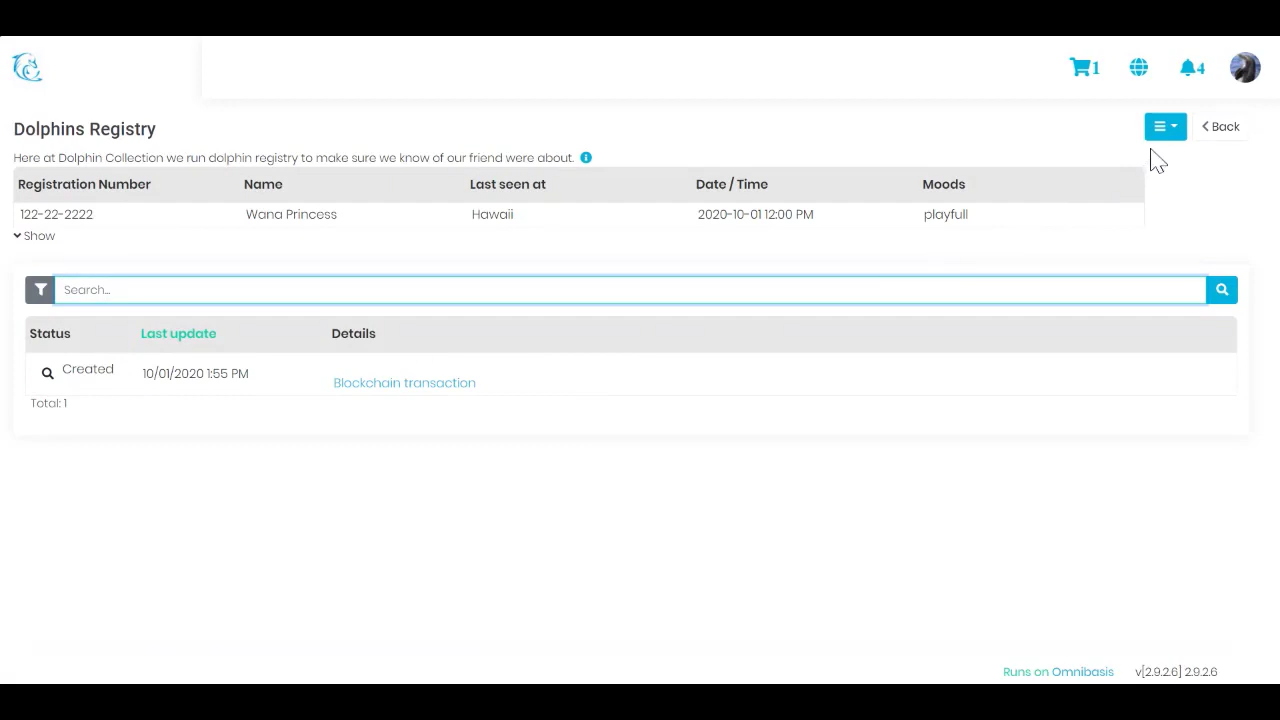 1
4
Dolphins Registry
Back
Here at Dolphin Collection we run dolphin registry to make sure we know of our friend were about.
Registration Number Name Last seen at Date / Time Moods
122-22-2222 Wana Princess Hawaii 2020-10-01 12:00 PM playfull
Show
Search...
Status Last update Details
Created 10/01/2020 1:55 PM Blockchain transaction
Total: 1
Runs on Omnibasis v[2.9.2.6] 2.9.2.6